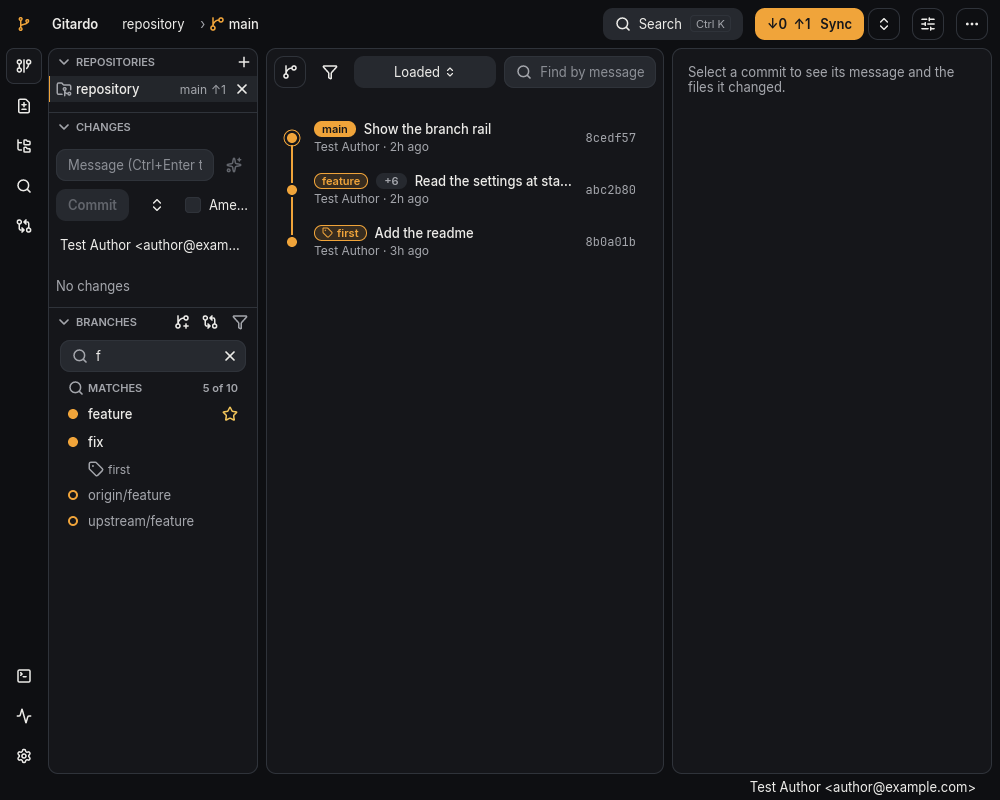 Gitardo repository › main Search Ctrl K ↓0 ↑1 Sync
REPOSITORIES
repository main ↑1
CHANGES
Message (Ctrl+Enter t
Commit Ame...
Test Author <author@exam...
No changes
BRANCHES
f
MATCHES 5 of 10
feature
fix
first
origin/feature
upstream/feature
Loaded Find by message
main Show the branch rail 8cedf57
Test Author · 2h ago
feature +6 Read the settings at sta... abc2b80
Test Author · 2h ago
first Add the readme 8b0a01b
Test Author · 3h ago
Select a commit to see its message and the
files it changed.
Test Author <author@example.com>